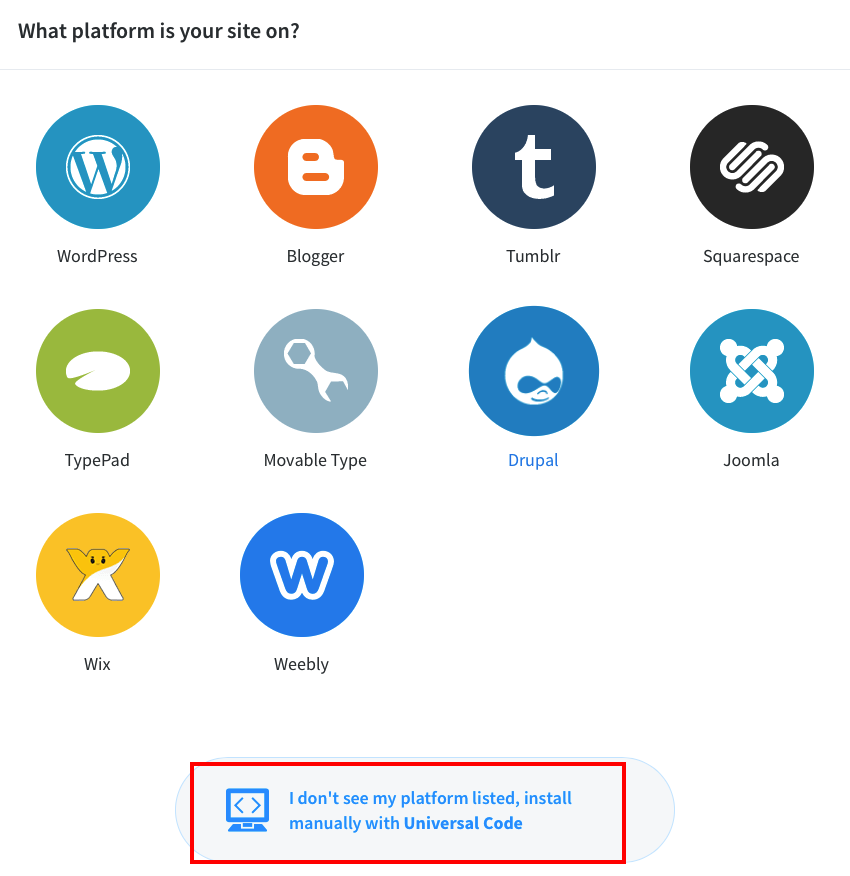 What platform is your site on?
WordPress
Blogger
Tumblr
Squarespace
TypePad
Movable Type
Drupal
Joomla
Wix
Weebly
I don't see my platform listed, install
manually with Universal Code